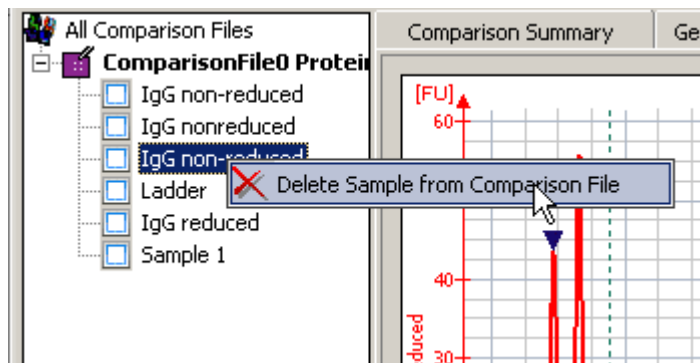 All Comparison Files
Comparison Summary
Ge
ComparisonFile0 Protei
IgG non-reduced
IgG nonreduced
IgG non-reduced
Ladder
IgG reduced
Sample 1
Delete Sample from Comparison File
[FU]
60
40
30
duced